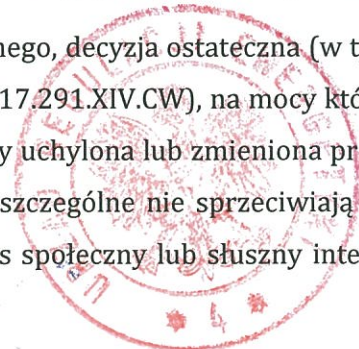 nego, decyzja ostateczna (w t
17.291.XIV.CW), na mocy któ
y uchylona lub zmieniona pr
szczególne nie sprzeciwiają
s społeczny lub słuszny inte
4